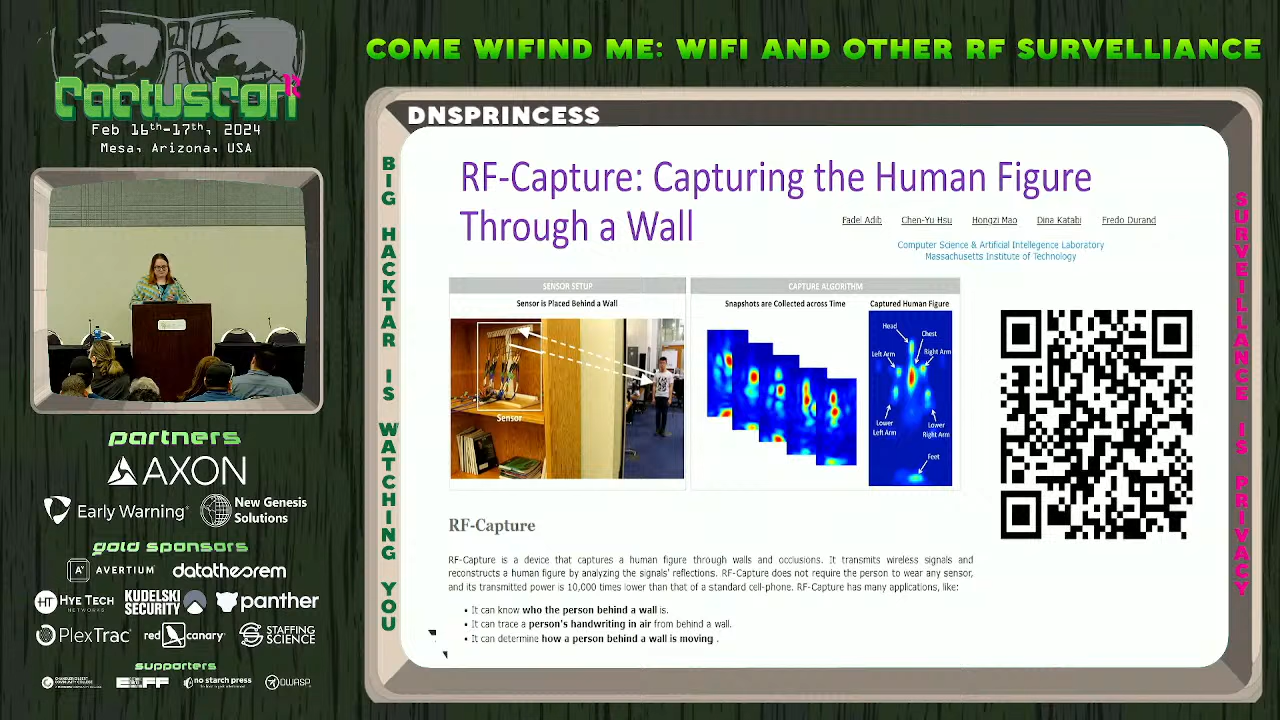 CactusCon
Feb 16th-17th, 2024
Mesa, Arizona, USA
COME WIFIND ME: WIFI AND OTHER RF SURVELLIANCE
DNSPRINCESS
BIG HACKTAR IS WATCHING YOU
SURVEILLANCE IS PRIVACY
RF-Capture: Capturing the Human Figure
Through a Wall
Fadel Adib Chen-Yu Hsu Hongzi Mao Dina Katabi Fredo Durand
Computer Science & Artificial Intellegence Laboratory
Massachusetts Institute of Technology
SENSOR SETUP
Sensor is Placed Behind a Wall
Sensor
CAPTURE ALGORITHM
Snapshots are Collected across Time
Captured Human Figure
Head
Chest
Left Arm
Right Arm
Lower
Left Arm
Lower
Right Arm
Feet
RF-Capture
RF-Capture is a device that captures a human figure through walls and occlusions. It transmits wireless signals and
reconstructs a human figure by analyzing the signals' reflections. RF-Capture does not require the person to wear any sensor,
and its transmitted power is 10,000 times lower than that of a standard cell-phone. RF-Capture has many applications, like:
• It can know who the person behind a wall is.
• It can trace a person's handwriting in air from behind a wall.
• It can determine how a person behind a wall is moving .
partners
AXON
Early Warning
New Genesis
Solutions
gold sponsors
AVERTIUM
datatheorem
HT HYE TECH
NETWORKS
KUDELSKI
SECURITY
panther
PlexTrac
red canary
STAFFING
SCIENCE
supporters
EFF
no starch press
OWASP